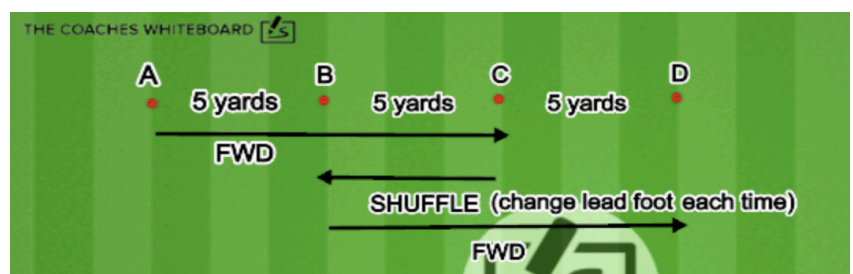 THE COACHES WHITEBOARD
A B C D
5 yards 5 yards 5 yards
FWD
SHUFFLE (change lead foot each time)
FWD